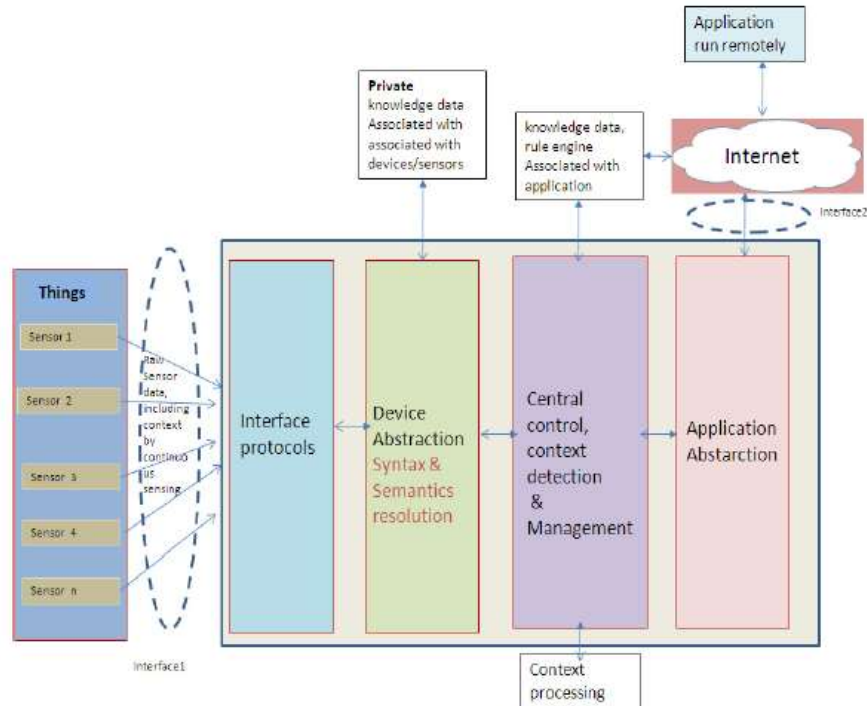 Application
run remotely
Private
knowledge data
Associated with
associated with
devices/sensors
knowledge data,
rule engine
Associated with
application
Internet
Interface2
Things
Sensor 1
Sensor 2
Sensor 3
Sensor 4
Sensor n
Raw
Sensor
data,
including
context
by
continuo
us
sensing
Interface1
Interface
protocols
Device
Abstraction
Syntax &
Semantics
resolution
Central
control,
context
detection
&
Management
Application
Abstarction
Context
processing